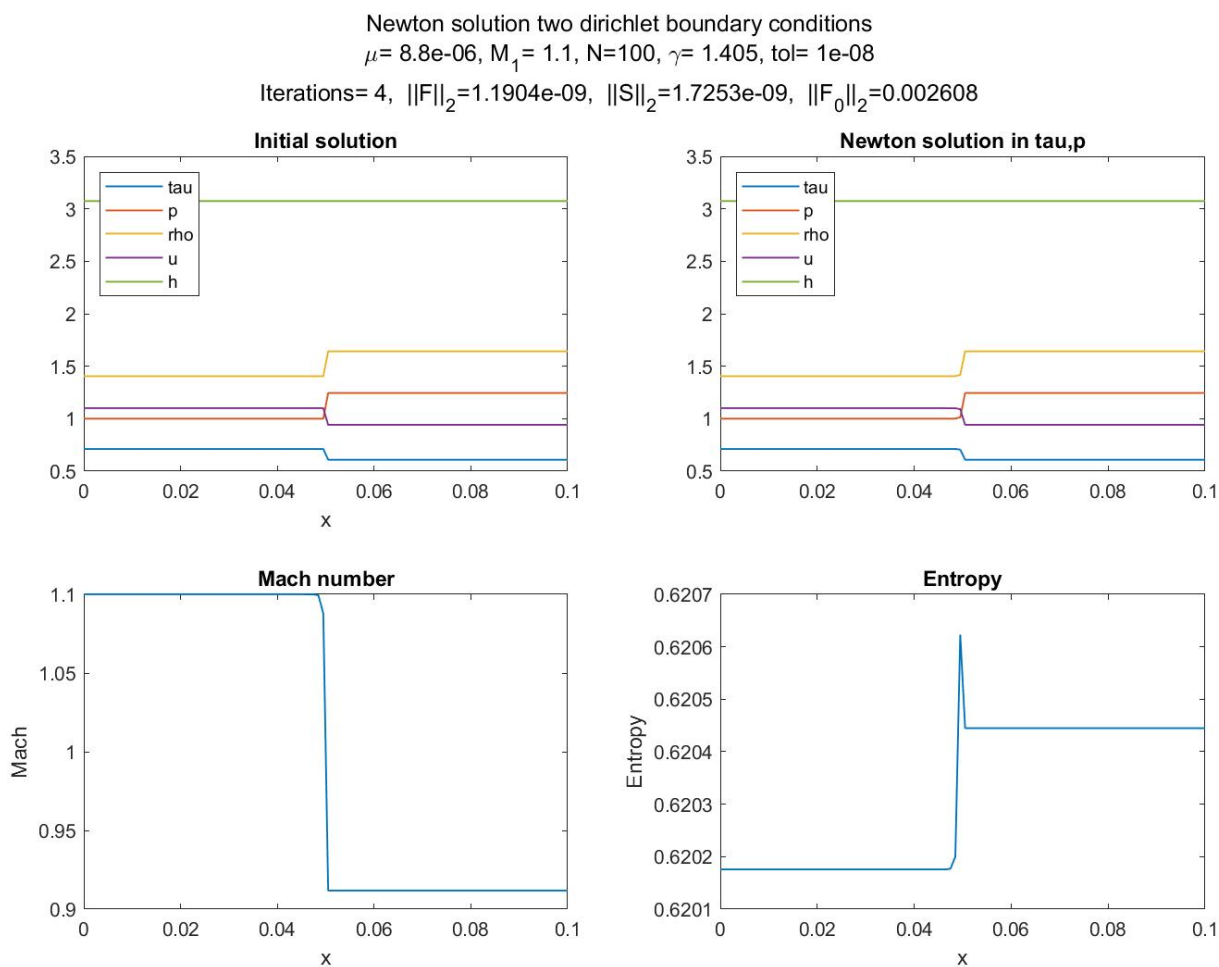 Newton solution two dirichlet boundary conditions
μ= 8.8e-06, M₁= 1.1, N=100, γ= 1.405, tol= 1e-08
Iterations= 4, ||F||₂=1.1904e-09, ||S||₂=1.7253e-09, ||F₀||₂=0.002608
Initial solution
3.5
3
2.5
2
1.5
1
0.5
0
0.02
0.04
0.06
0.08
0.1
x
tau
p
rho
u
h
Newton solution in tau,p
3.5
3
2.5
2
1.5
1
0.5
0
0.02
0.04
0.06
0.08
0.1
tau
p
rho
u
h
Mach number
1.1
1.05
1
0.95
0.9
Mach
0
0.02
0.04
0.06
0.08
0.1
x
Entropy
0.6207
0.6206
0.6205
0.6204
0.6203
0.6202
0.6201
Entropy
0
0.02
0.04
0.06
0.08
0.1
x